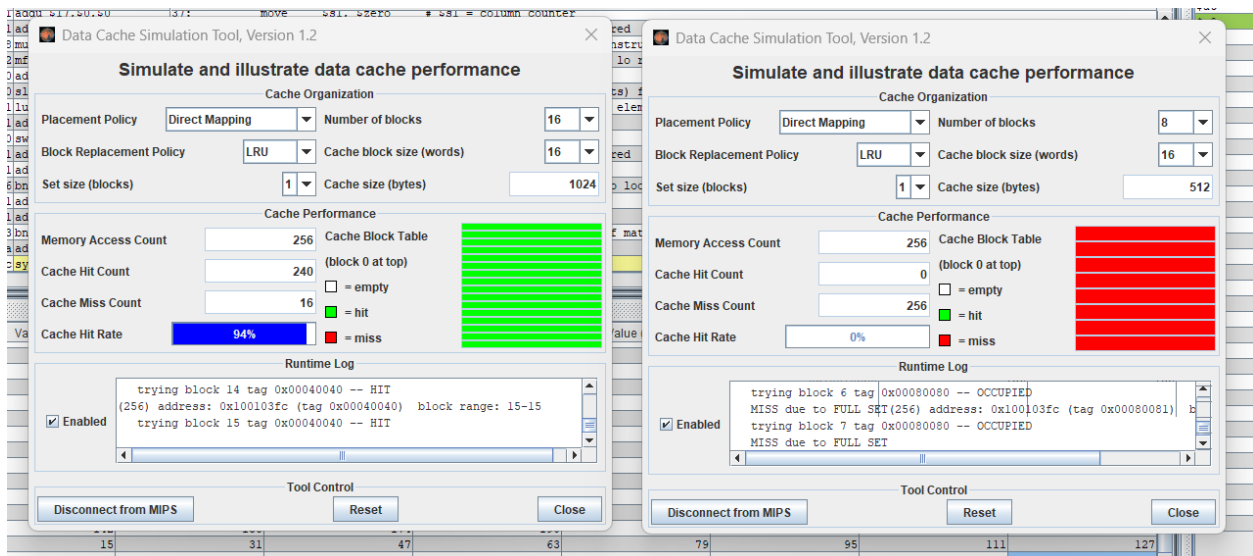 addu $17,$0,$0 37: move $s1, $zero # $s1 = column counter
Data Cache Simulation Tool, Version 1.2
Simulate and illustrate data cache performance
Cache Organization
Placement Policy Direct Mapping Number of blocks 16
Block Replacement Policy LRU Cache block size (words) 16
Set size (blocks) 1 Cache size (bytes) 1024
Cache Performance
Memory Access Count 256 Cache Block Table
(block 0 at top)
Cache Hit Count 240
= empty
Cache Miss Count 16
= hit
Cache Hit Rate 94%
= miss
Runtime Log
Enabled
trying block 14 tag 0x00040040 -- HIT
(256) address: 0x100103fc (tag 0x00040040) block range: 15-15
trying block 15 tag 0x00040040 -- HIT
Tool Control
Disconnect from MIPS Reset Close
Data Cache Simulation Tool, Version 1.2
Simulate and illustrate data cache performance
Cache Organization
Placement Policy Direct Mapping Number of blocks 8
Block Replacement Policy LRU Cache block size (words) 16
Set size (blocks) 1 Cache size (bytes) 512
Cache Performance
Memory Access Count 256 Cache Block Table
(block 0 at top)
Cache Hit Count 0
= empty
Cache Miss Count 256
= hit
Cache Hit Rate 0%
= miss
Runtime Log
Enabled
trying block 6 tag 0x00080080 -- OCCUPIED
MISS due to FULL SET(256) address: 0x100103fc (tag 0x00080081) b
trying block 7 tag 0x00080080 -- OCCUPIED
MISS due to FULL SET
Tool Control
Disconnect from MIPS Reset Close
15 31 47 63 79 95 111 127